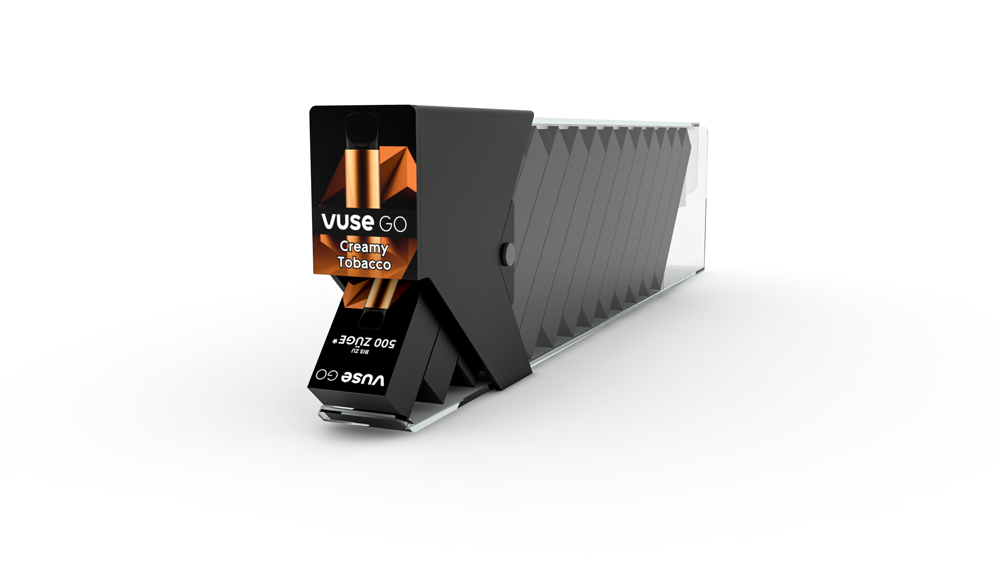 vuse GO
Creamy
Tobacco
vuse GO
BIS ZU
500 ZÜGE*